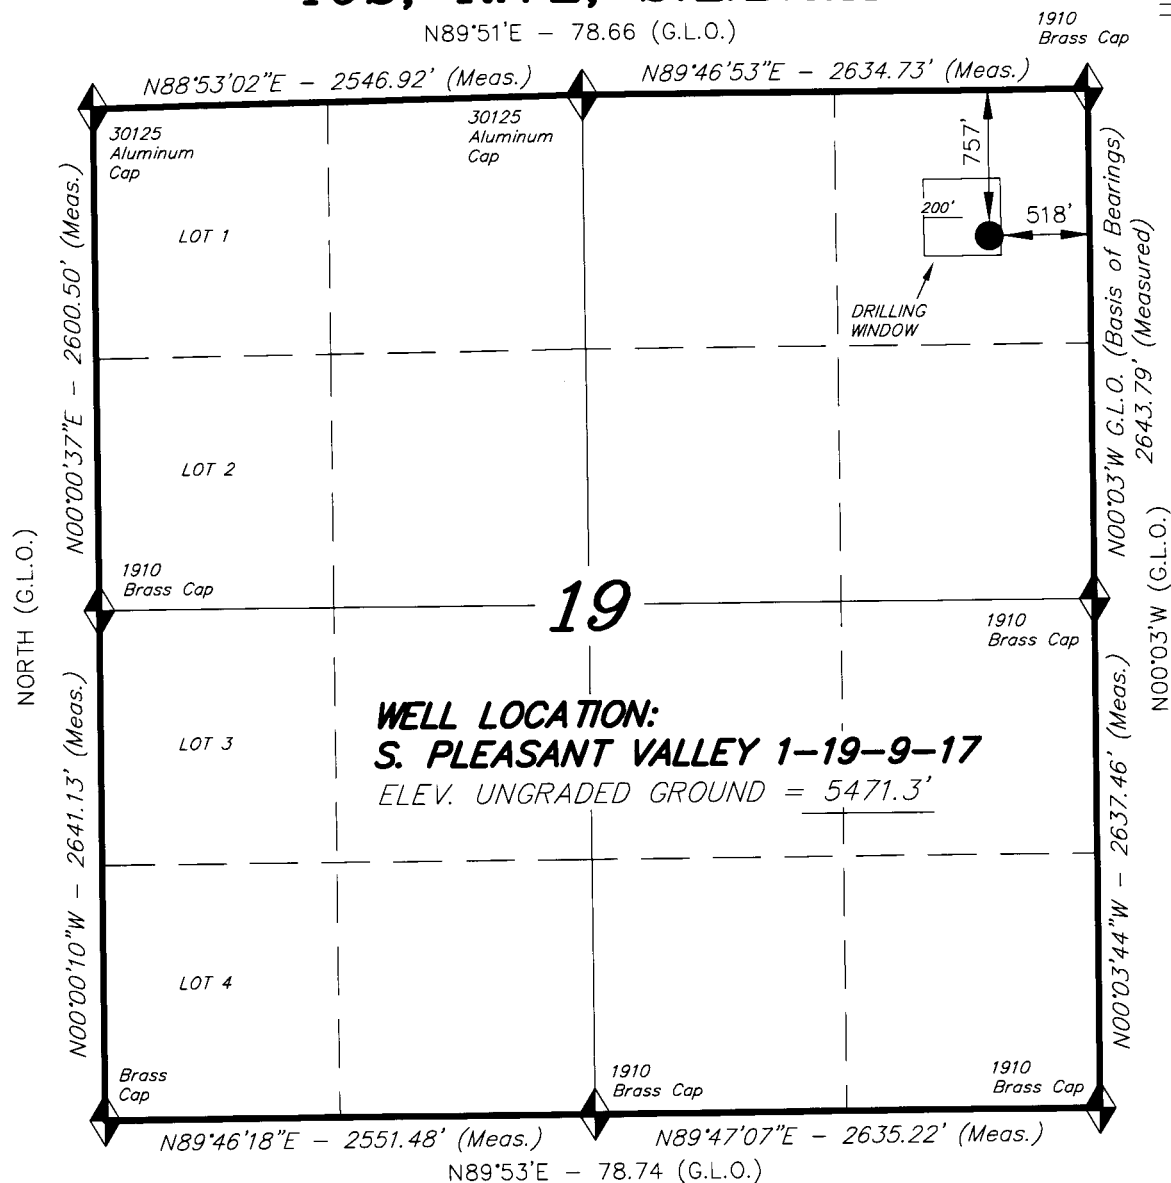 N89°51'E – 78.66 (G.L.O.)
1910
Brass Cap
N88°53'02"E – 2546.92' (Meas.)
N89°46'53"E – 2634.73' (Meas.)
30125
Aluminum
Cap
30125
Aluminum
Cap
757'
200'
518'
LOT 1
DRILLING
WINDOW
N00°00'37"E – 2600.50' (Meas.)
N00°03'W G.L.O. (Basis of Bearings)
2643.79' (Measured)
LOT 2
NORTH (G.L.O.)
N00°03'W (G.L.O.)
1910
Brass Cap
19
1910
Brass Cap
WELL LOCATION:
S. PLEASANT VALLEY 1–19–9–17
ELEV. UNGRADED GROUND = 5471.3'
LOT 3
N00°00'10"W – 2641.13' (Meas.)
N00°03'44"W – 2637.46' (Meas.)
LOT 4
Brass
Cap
1910
Brass Cap
1910
Brass Cap
N89°46'18"E – 2551.48' (Meas.)
N89°47'07"E – 2635.22' (Meas.)
N89°53'E – 78.74 (G.L.O.)